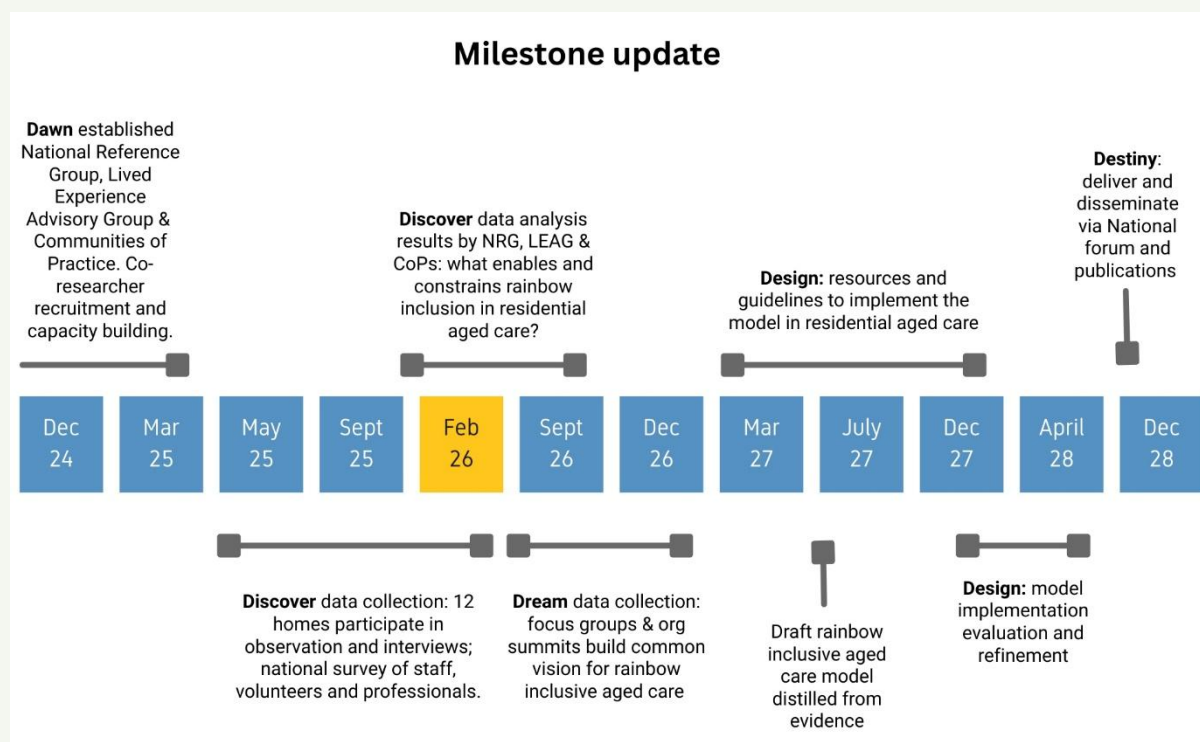 Milestone update
Dawn established
National Reference
Group, Lived
Experience
Advisory Group &
Communities of
Practice. Co-
researcher
recruitment and
capacity building.
Discover data analysis
results by NRG, LEAG &
CoPs: what enables and
constrains rainbow
inclusion in residential
aged care?
Design: resources and
guidelines to implement the
model in residential aged care
Destiny:
deliver and
disseminate
via National
forum and
publications
Dec
24
Mar
25
May
25
Sept
25
Feb
26
Sept
26
Dec
26
Mar
27
July
27
Dec
27
April
28
Dec
28
Discover data collection: 12
homes participate in
observation and interviews;
national survey of staff,
volunteers and professionals.
Dream data collection:
focus groups & org
summits build common
vision for rainbow
inclusive aged care
Draft rainbow
inclusive aged
care model
distilled from
evidence
Design: model
implementation
evaluation and
refinement